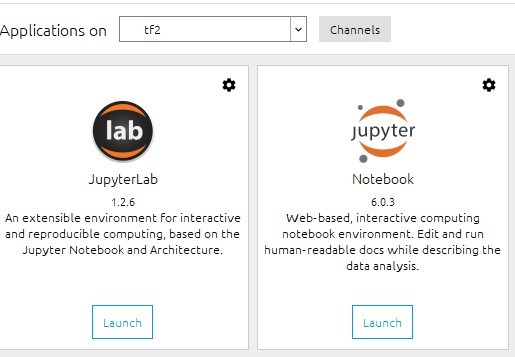 Applications on tf2 Channels
lab
JupyterLab
1.2.6
An extensible environment for interactive
and reproducible computing, based on the
Jupyter Notebook and Architecture.
Launch
jupyter
Notebook
6.0.3
Web-based, interactive computing
notebook environment. Edit and run
human-readable docs while describing the
data analysis.
Launch